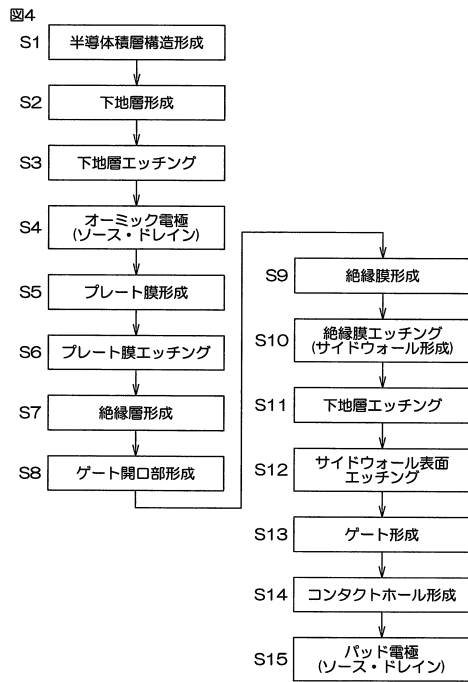 図4
S1 半導体積層構造形成
S2 下地層形成
S3 下地層エッチング
S4 オーミック電極
(ソース・ドレイン)
S5 プレート膜形成
S6 プレート膜エッチング
S7 絶縁層形成
S8 ゲート開口部形成
S9 絶縁膜形成
S10 絶縁膜エッチング
(サイドウォール形成)
S11 下地層エッチング
S12 サイドウォール表面
エッチング
S13 ゲート形成
S14 コンタクトホール形成
S15 パッド電極
(ソース・ドレイン)